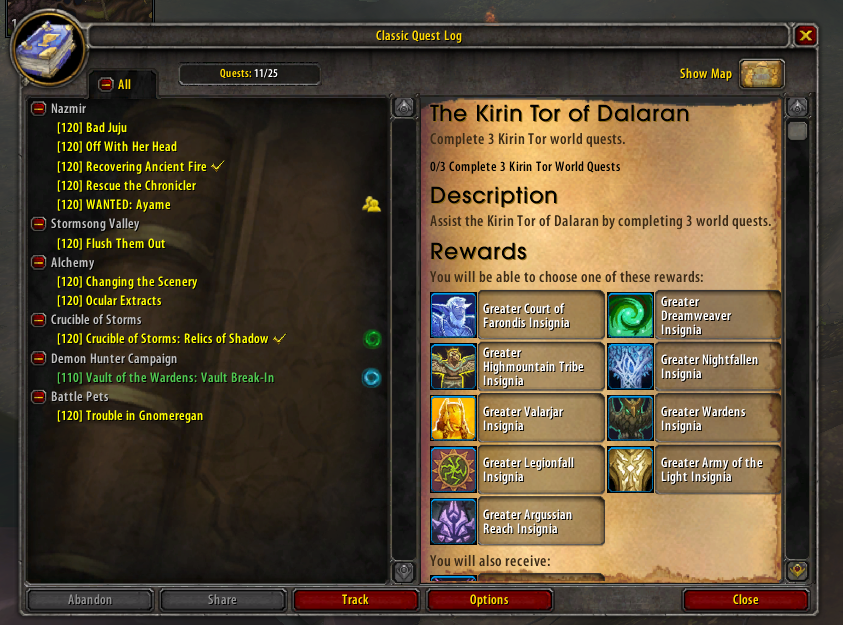 1
Classic Quest Log
All
Quests: 11/25
Show Map
Nazmir
[120] Bad Juju
[120] Off With Her Head
[120] Recovering Ancient Fire
[120] Rescue the Chronicler
[120] WANTED: Ayame
Stormsong Valley
[120] Flush Them Out
Alchemy
[120] Changing the Scenery
[120] Ocular Extracts
Crucible of Storms
[120] Crucible of Storms: Relics of Shadow
Demon Hunter Campaign
[110] Vault of the Wardens: Vault Break-In
Battle Pets
[120] Trouble in Gnomeregan
The Kirin Tor of Dalaran
Complete 3 Kirin Tor world quests.
0/3 Complete 3 Kirin Tor World Quests
Description
Assist the Kirin Tor of Dalaran by completing 3 world quests.
Rewards
You will be able to choose one of these rewards:
Greater Court of
Farondis Insignia
Greater
Dreamweaver
Insignia
Greater
Highmountain Tribe
Insignia
Greater Nightfallen
Insignia
Greater Valarjar
Insignia
Greater Wardens
Insignia
Greater Legionfall
Insignia
Greater Army of the
Light Insignia
Greater Argussian
Reach Insignia
You will also receive:
Abandon
Share
Track
Options
Close